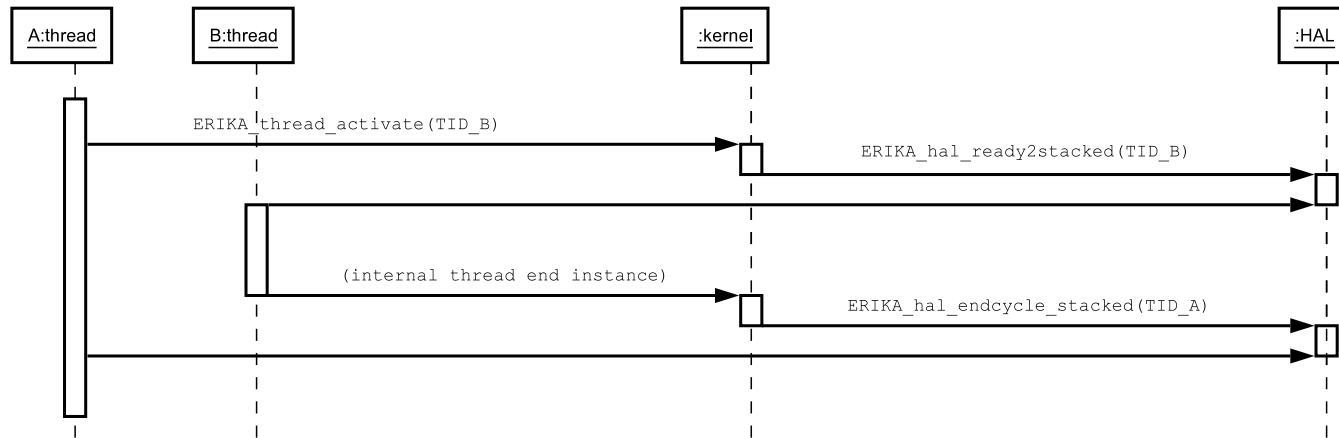 A:thread
B:thread
:kernel
:HAL
ERIKA_thread_activate(TID_B)
ERIKA_hal_ready2stacked(TID_B)
(internal thread end instance)
ERIKA_hal_endcycle_stacked(TID_A)